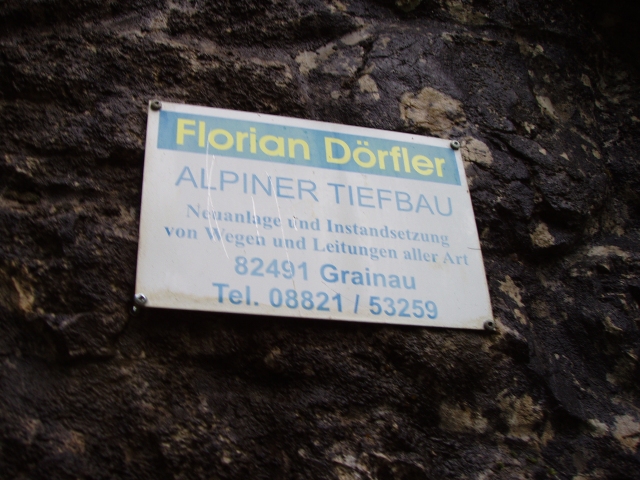 Florian Dörfler
ALPINER TIEFBAU
Neuanlage und Instandsetzung
von Wegen und Leitungen aller Art
82491 Grainau
Tel. 08821 / 53259